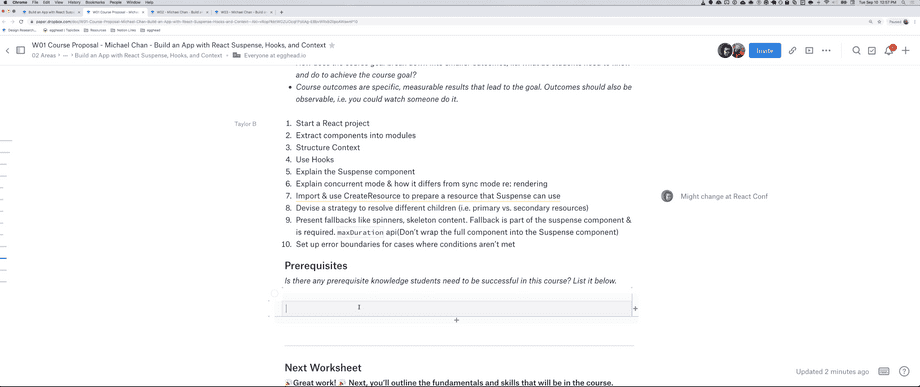 Chrome File Edit View History Bookmarks People Window Help
Tue Sep 10 12:57 PM
W01 Course Proposal - Michael Chan - Build an App with React Suspense, Hooks, and Context
02 Areas Build an App with React Suspense, Hooks, and Context Everyone at egghead.io
Invite
and do to achieve the course goal?
Course outcomes are specific, measurable results that lead to the goal. Outcomes should also be
observable, i.e. you could watch someone do it.
Taylor B
1. Start a React project
2. Extract components into modules
3. Structure Context
4. Use Hooks
5. Explain the Suspense component
6. Explain concurrent mode & how it differs from sync mode re: rendering
7. Import & use CreateResource to prepare a resource that Suspense can use
Might change at React Conf
8. Devise a strategy to resolve different children (i.e. primary vs. secondary resources)
9. Present fallbacks like spinners, skeleton content. Fallback is part of the suspense component &
is required. maxDuration api(Don't wrap the full component into the Suspense component)
10. Set up error boundaries for cases where conditions aren't met
Prerequisites
Is there any prerequisite knowledge students need to be successful in this course? List it below.
Next Worksheet
Great work! Next, you'll outline the fundamentals and skills that will be in the course.
Updated 2 minutes ago